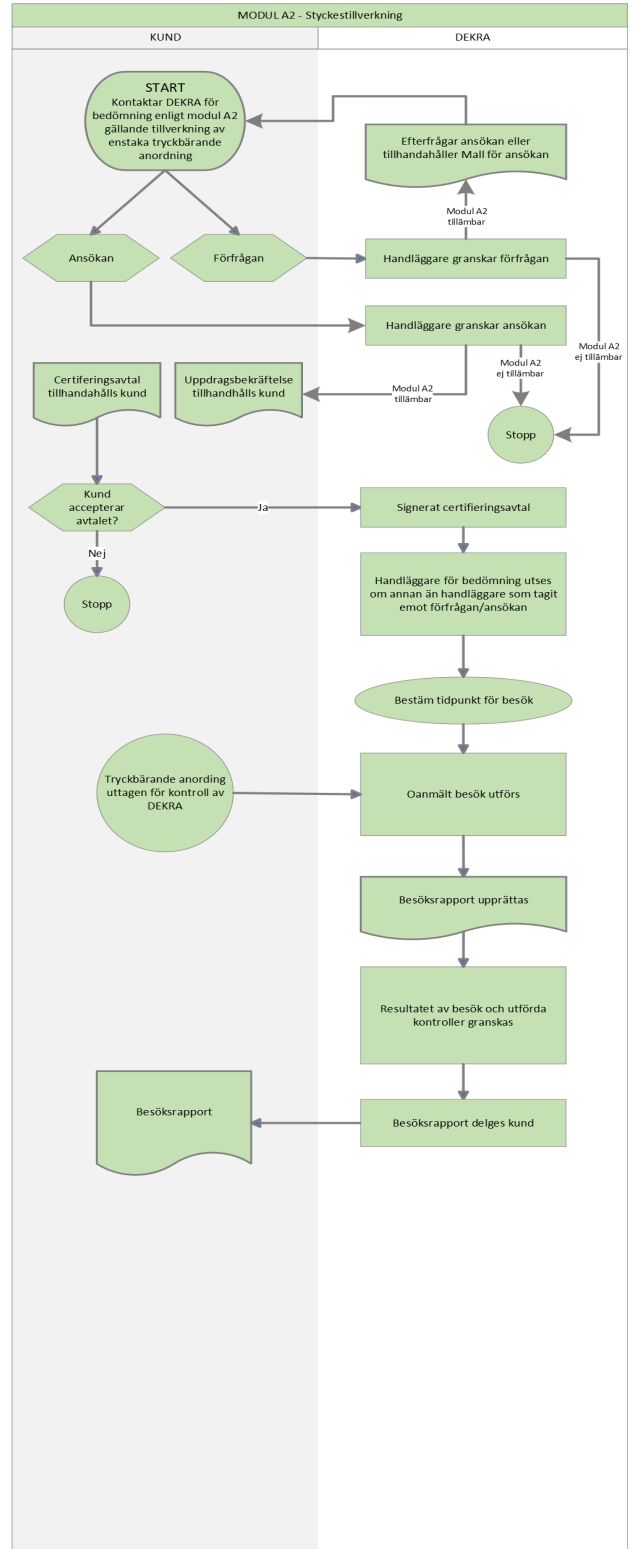 MODUL A2 - Styckestillverkning
KUND
DEKRA
START
Kontaktar DEKRA för
bedömning enligt modul A2
gällande tillverkning av
enstaka tryckbärande
anordning
Efterfrågar ansökan eller
tillhandahåller Mall för ansökan
Modul A2
tillämbar
Ansökan
Förfrågan
Handläggare granskar förfrågan
Handläggare granskar ansökan
Modul A2
ej tillämbar
Modul A2
ej tillämbar
Certiferingsavtal
tillhandahålls kund
Uppdragsbekräftelse
tillhandhålls kund
Modul A2
tillämbar
Stopp
Kund
accepterar
avtalet?
Ja
Signerat certifieringsavtal
Nej
Stopp
Handläggare för bedömning utses
om annan än handläggare som tagit
emot förfrågan/ansökan
Bestäm tidpunkt för besök
Tryckbärande anording
uttagen för kontroll av
DEKRA
Oanmält besök utförs
Besöksrapport upprättas
Resultatet av besök och utförda
kontroller granskas
Besöksrapport
Besöksrapport delges kund